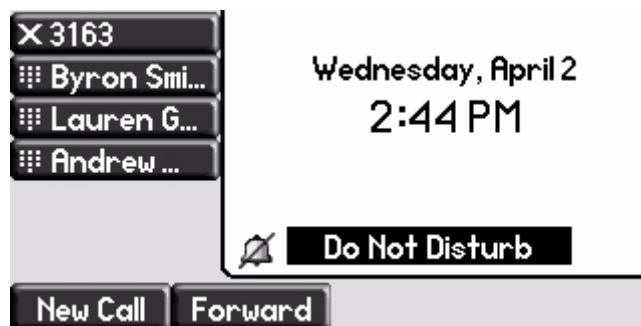 3163
Byron Smi...
Lauren G...
Andrew ...
Wednesday, April 2
2:44 PM
Do Not Disturb
New Call
Forward